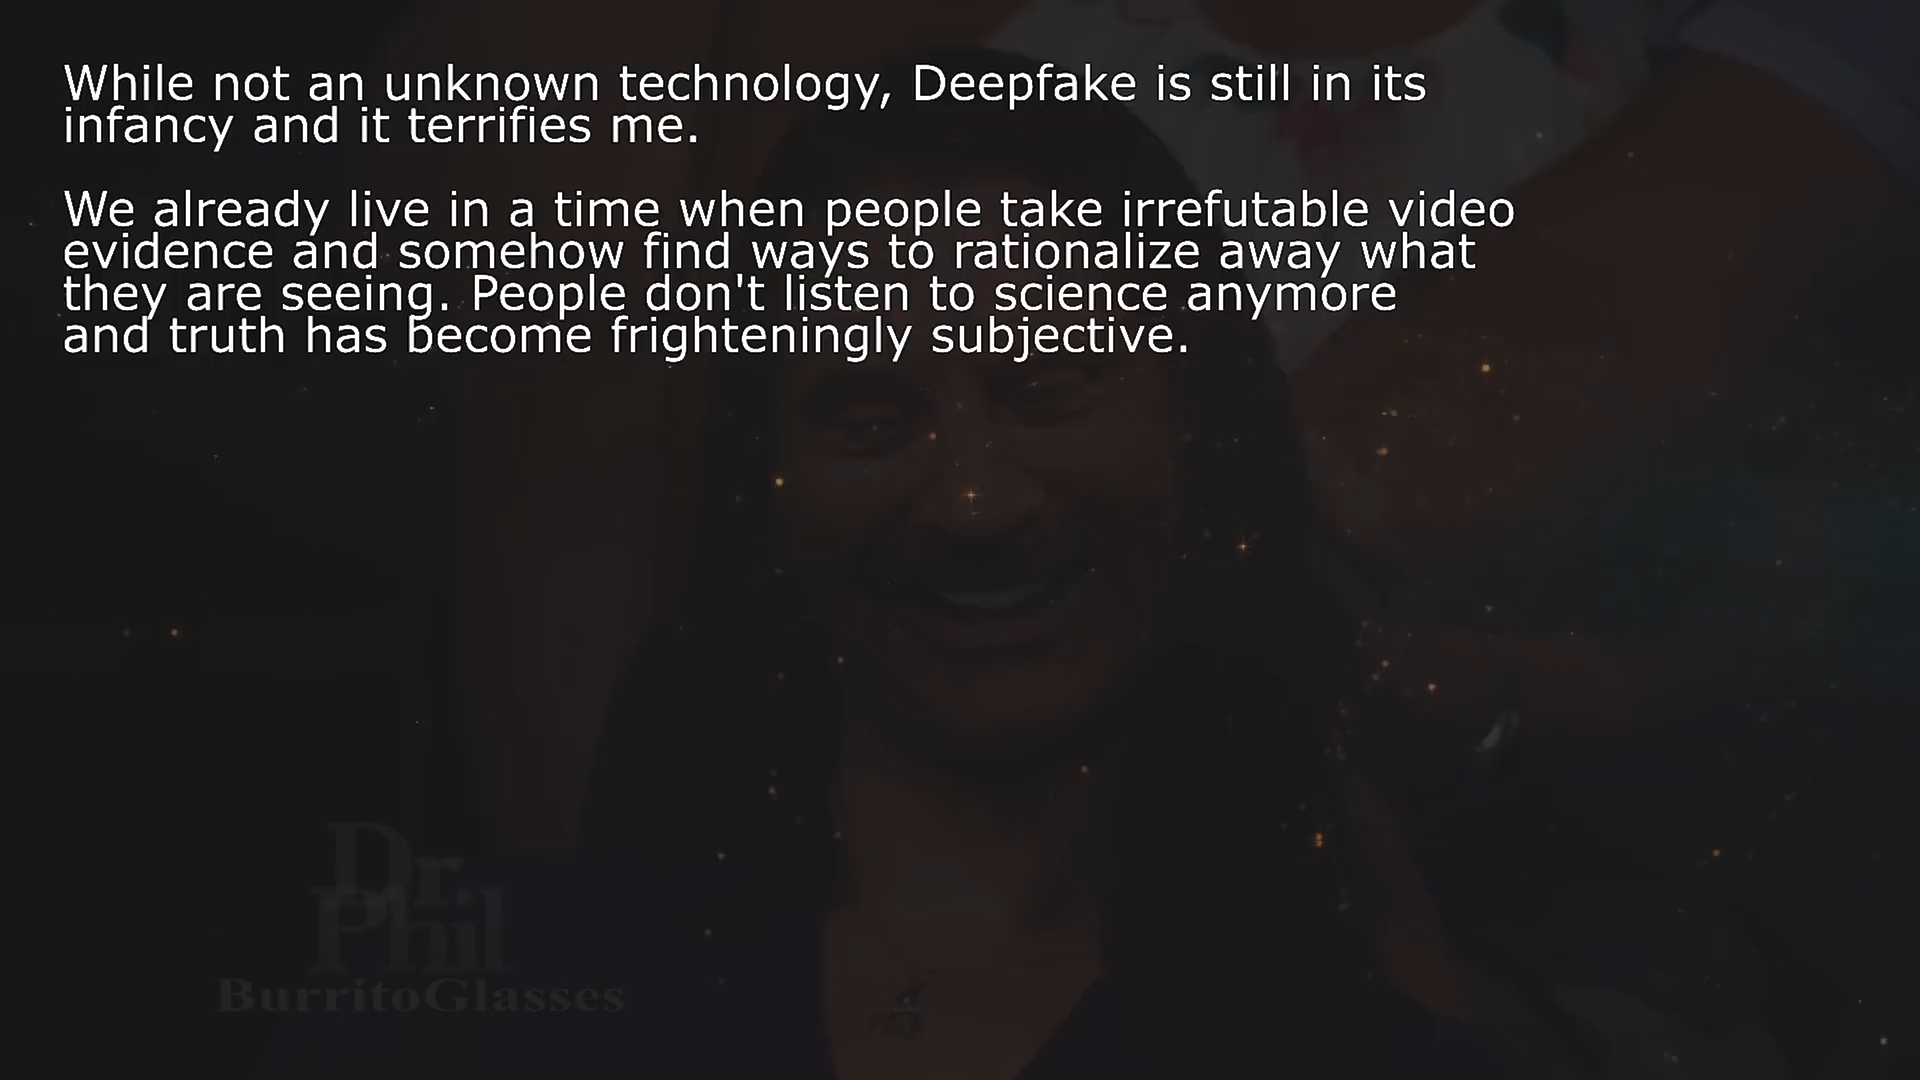 While not an unknown technology, Deepfake is still in its
infancy and it terrifies me.
We already live in a time when people take irrefutable video
evidence and somehow find ways to rationalize away what
they are seeing. People don't listen to science anymore
and truth has become frighteningly subjective.
Dr.
Phil
BurritoGlasses